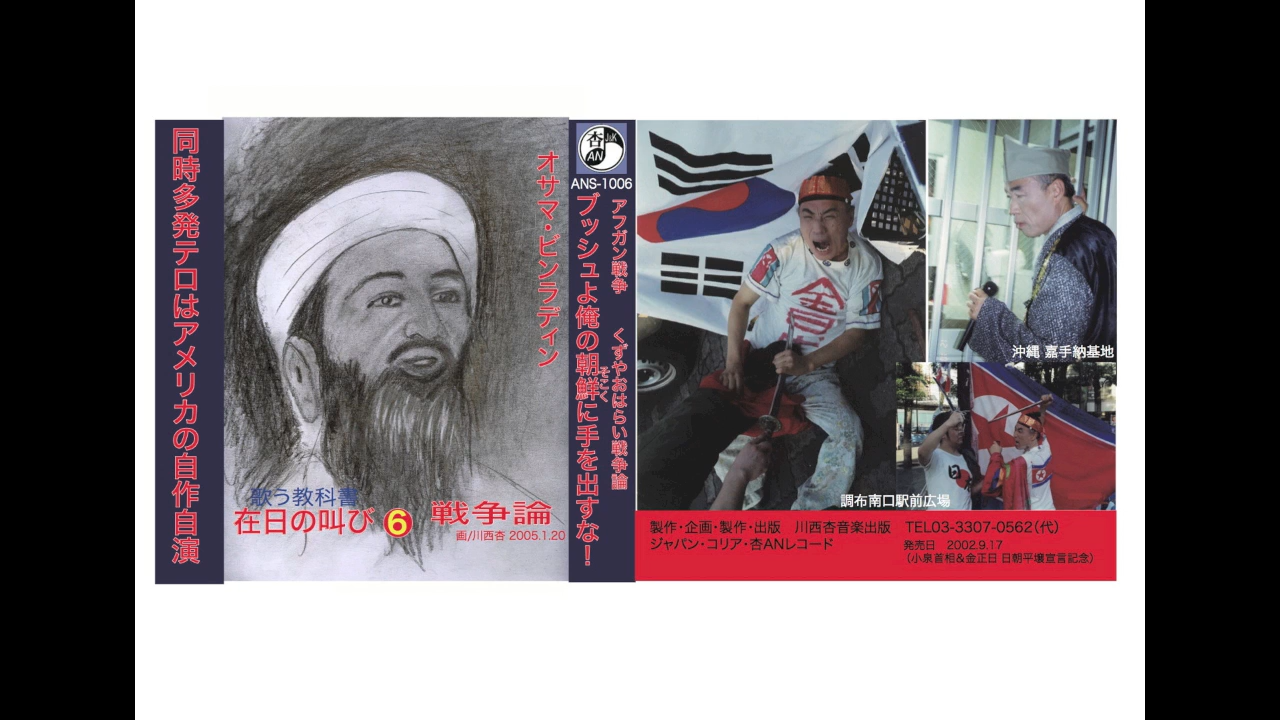 同時多発テロはアメリカの自作自演
オサマ・ビンラディン
歌う教科書
在日の叫び 6
戦争論
画/川西杏 2005.1.20
杏
J&K
AN
ANS-1006
アフガン戦争 くずやおはらい戦争論
ブッシュよ俺の朝鮮に手を出すな!
そこく
沖縄 嘉手納基地
調布南口駅前広場
製作・企画・製作・出版 川西杏音楽出版 TEL03-3307-0562(代)
ジャパン・コリア・杏ANレコード
発売日 2002.9.17
(小泉首相&金正日 日朝平壌宣言記念)